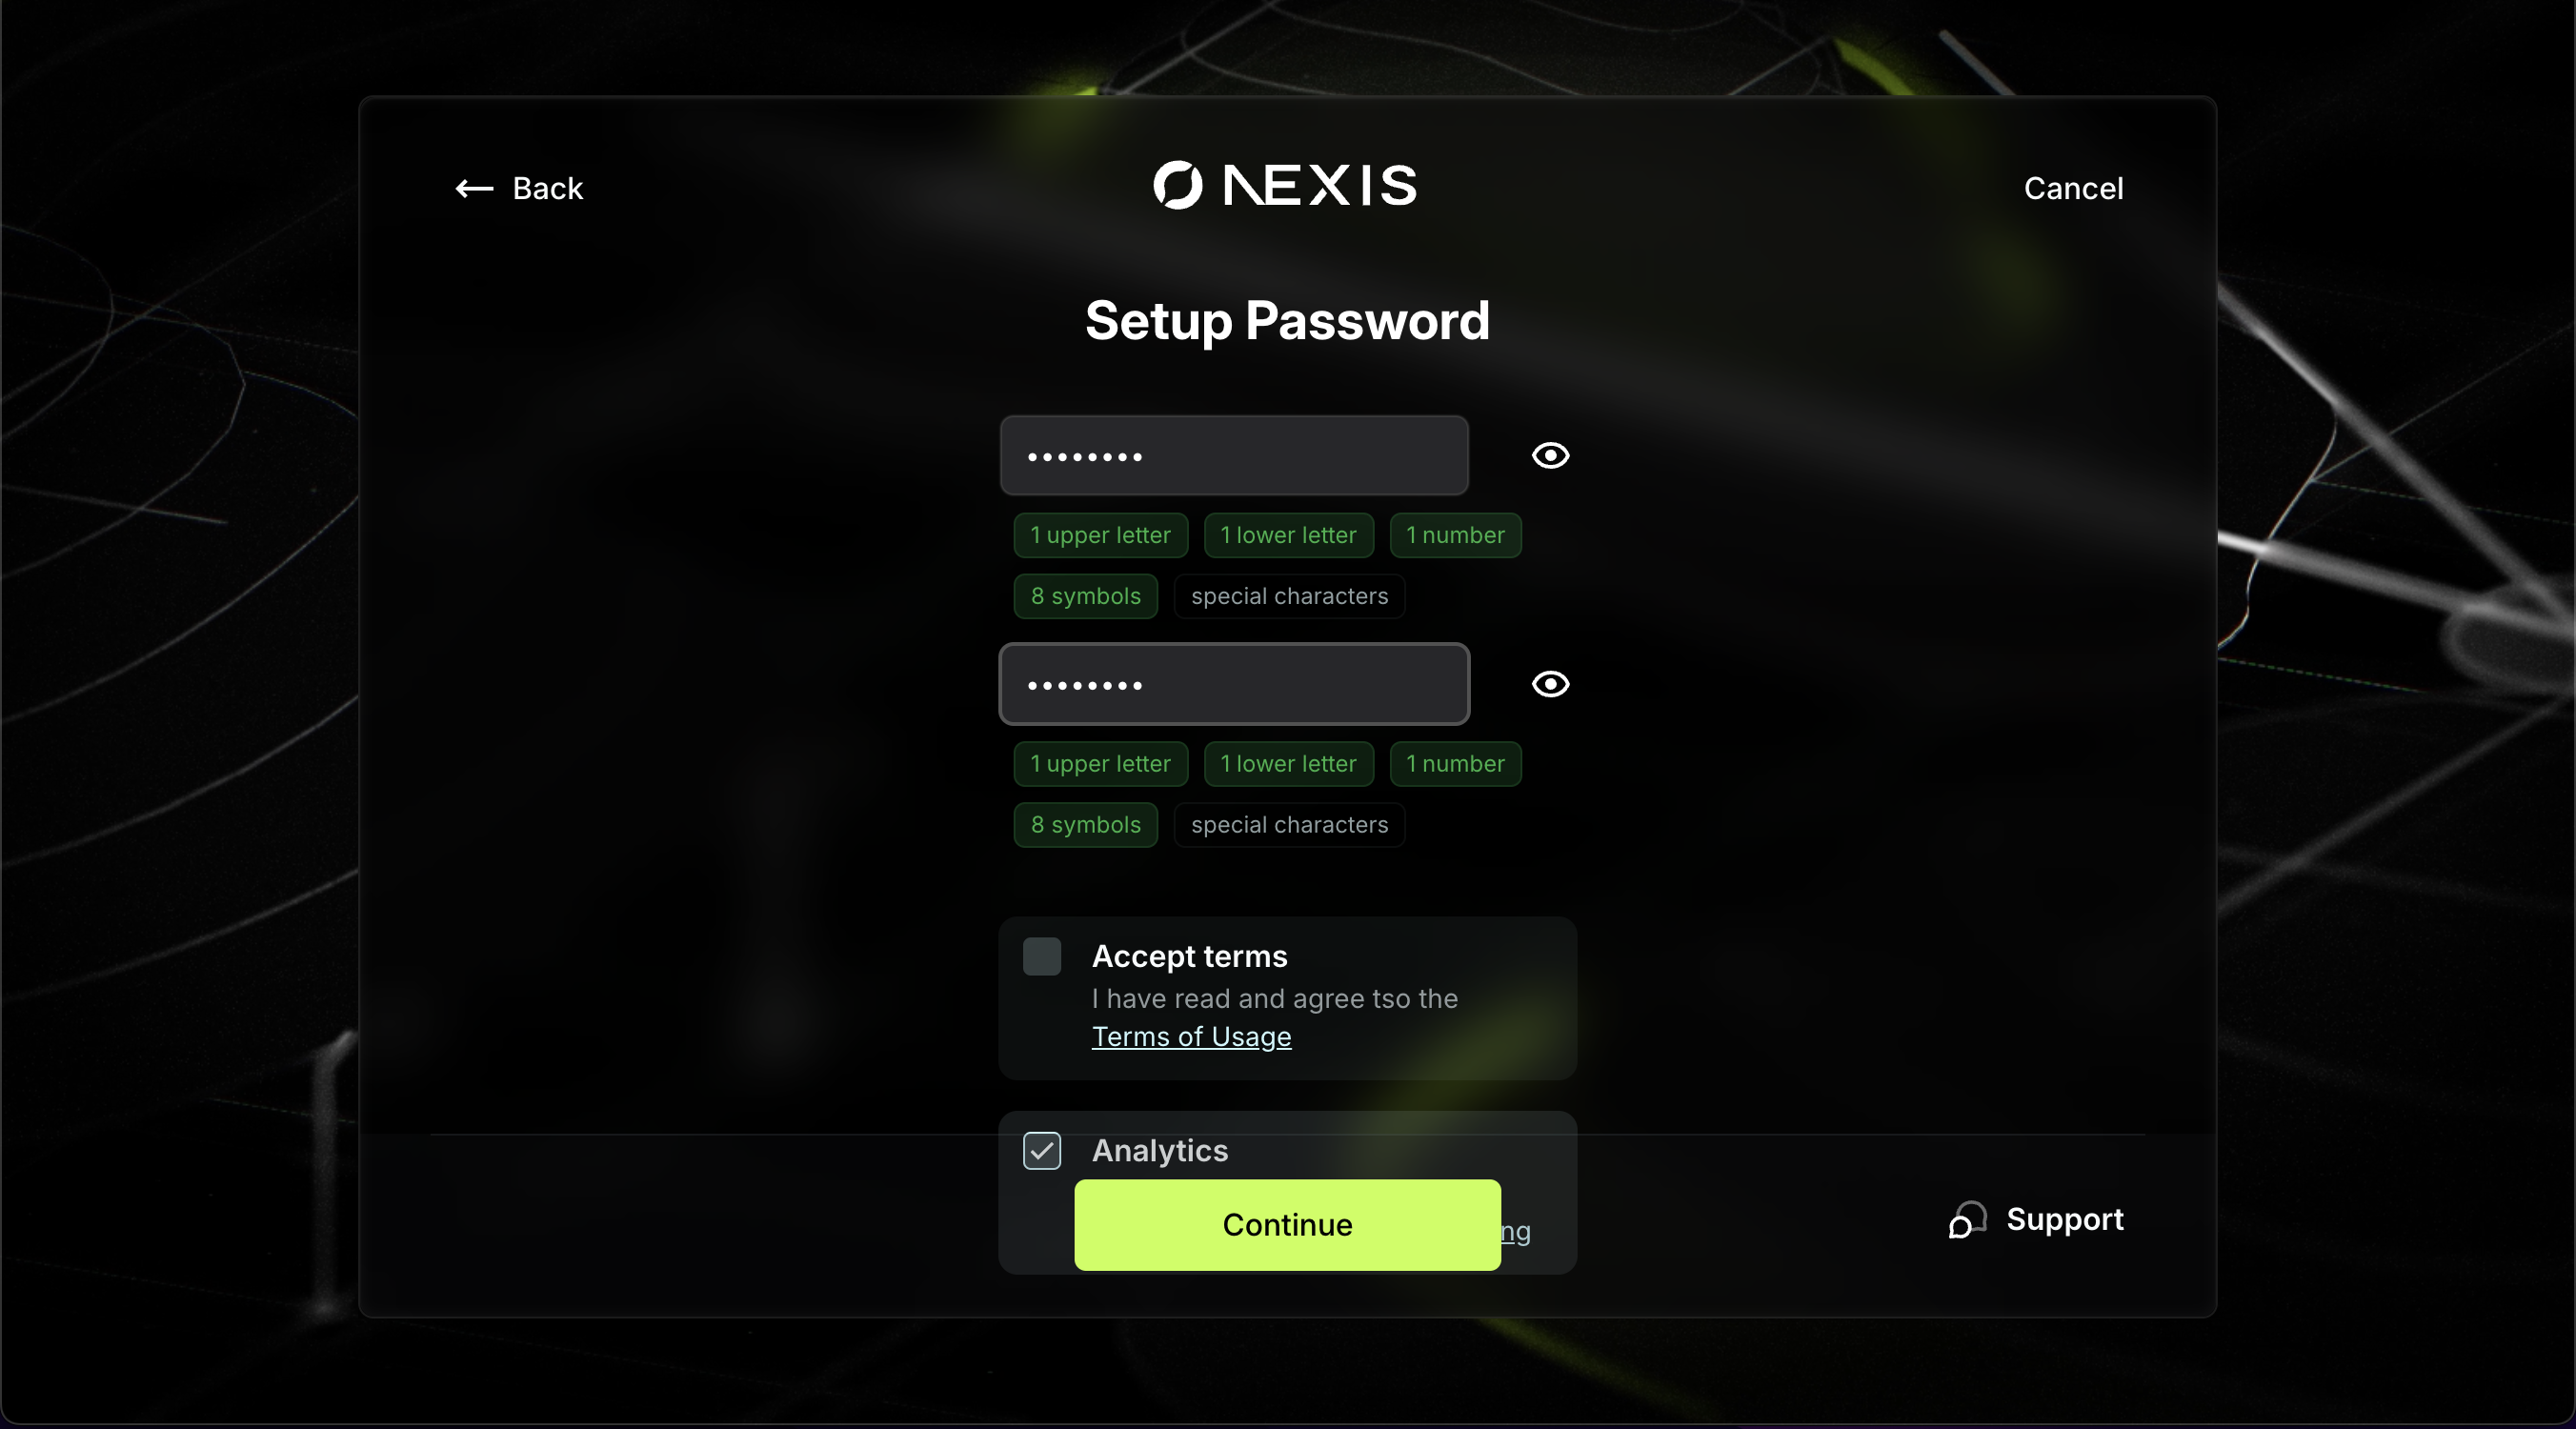 Back
NEXIS
Cancel
Setup Password
••••••••
1 upper letter
1 lower letter
1 number
8 symbols
special characters
••••••••
1 upper letter
1 lower letter
1 number
8 symbols
special characters
Accept terms
I have read and agree tso the
Terms of Usage
Analytics
Continue
Support